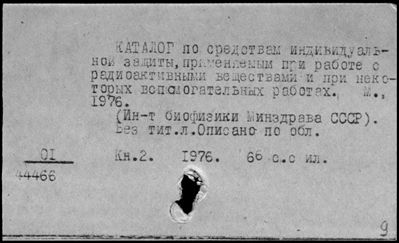 КАТАЛОГ по средствам индивидуаль-
ной защиты, применяемым при работе с
радиоактивными веществами и при неко-
торых вспомогательных работах. М.,
1976.
(Ин-т биофизики Минздрава СССР).
Без тит.л.Описано по обл.
01 Кн.2. 1976. 66 с.с ил.
44466
9